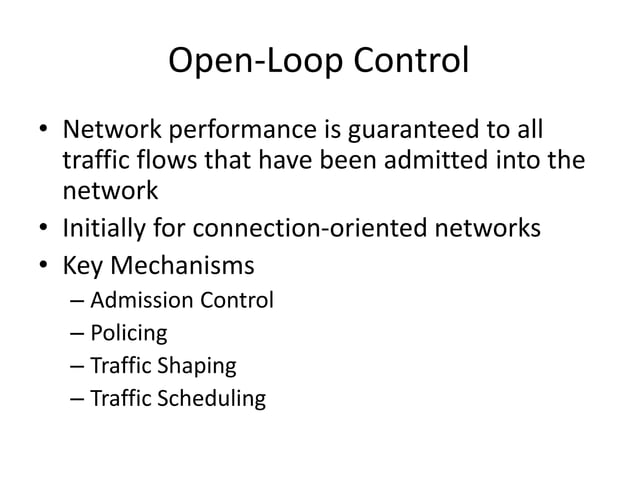 Open-Loop Control
• Network performance is guaranteed to all
traffic flows that have been admitted into the
network
• Initially for connection-oriented networks
• Key Mechanisms
– Admission Control
– Policing
– Traffic Shaping
– Traffic Scheduling